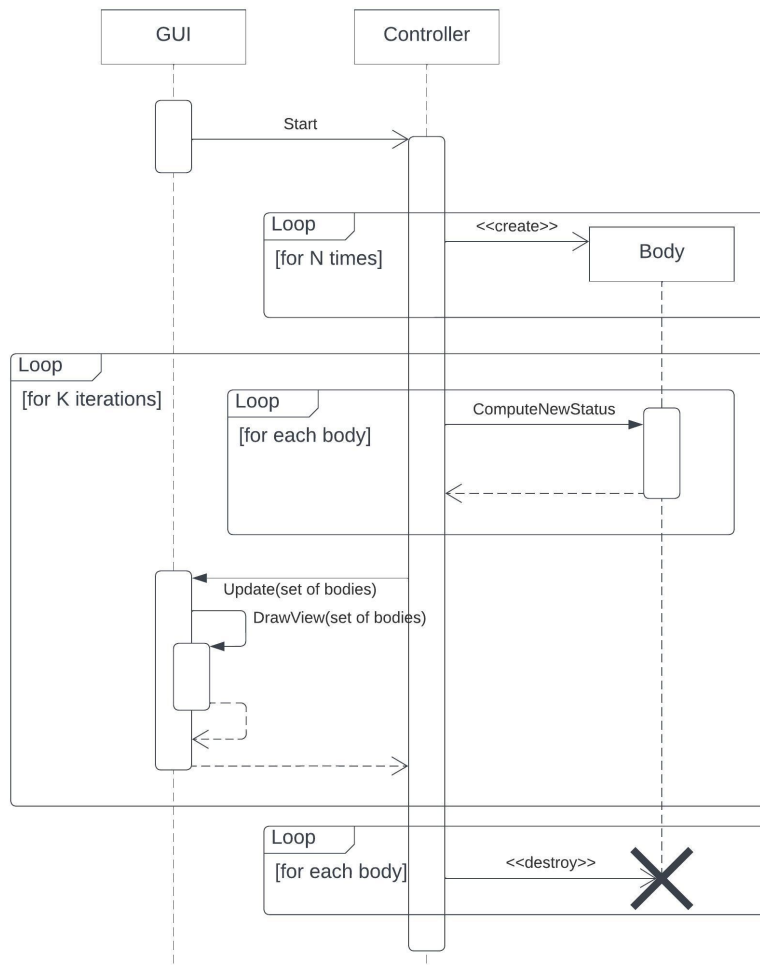 GUI
Controller
Start
Loop
[for N times]
<<create>>
Body
Loop
[for K iterations]
Loop
[for each body]
ComputeNewStatus
Update(set of bodies)
DrawView(set of bodies)
Loop
[for each body]
<<destroy>>